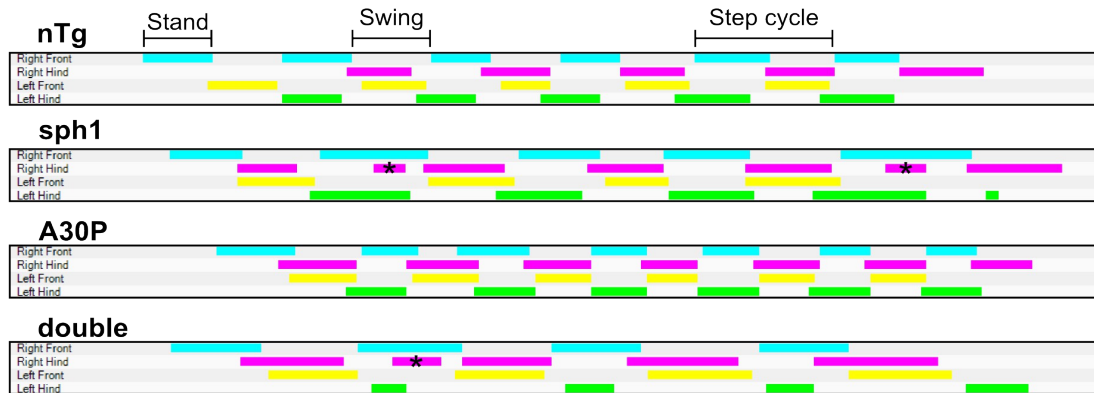 Stand
Swing
Step cycle
nTg
Right Front
Right Hind
Left Front
Left Hind
sph1
Right Front
Right Hind
*
*
Left Front
Left Hind
A30P
Right Front
Right Hind
Left Front
Left Hind
double
Right Front
Right Hind
*
Left Front
Left Hind